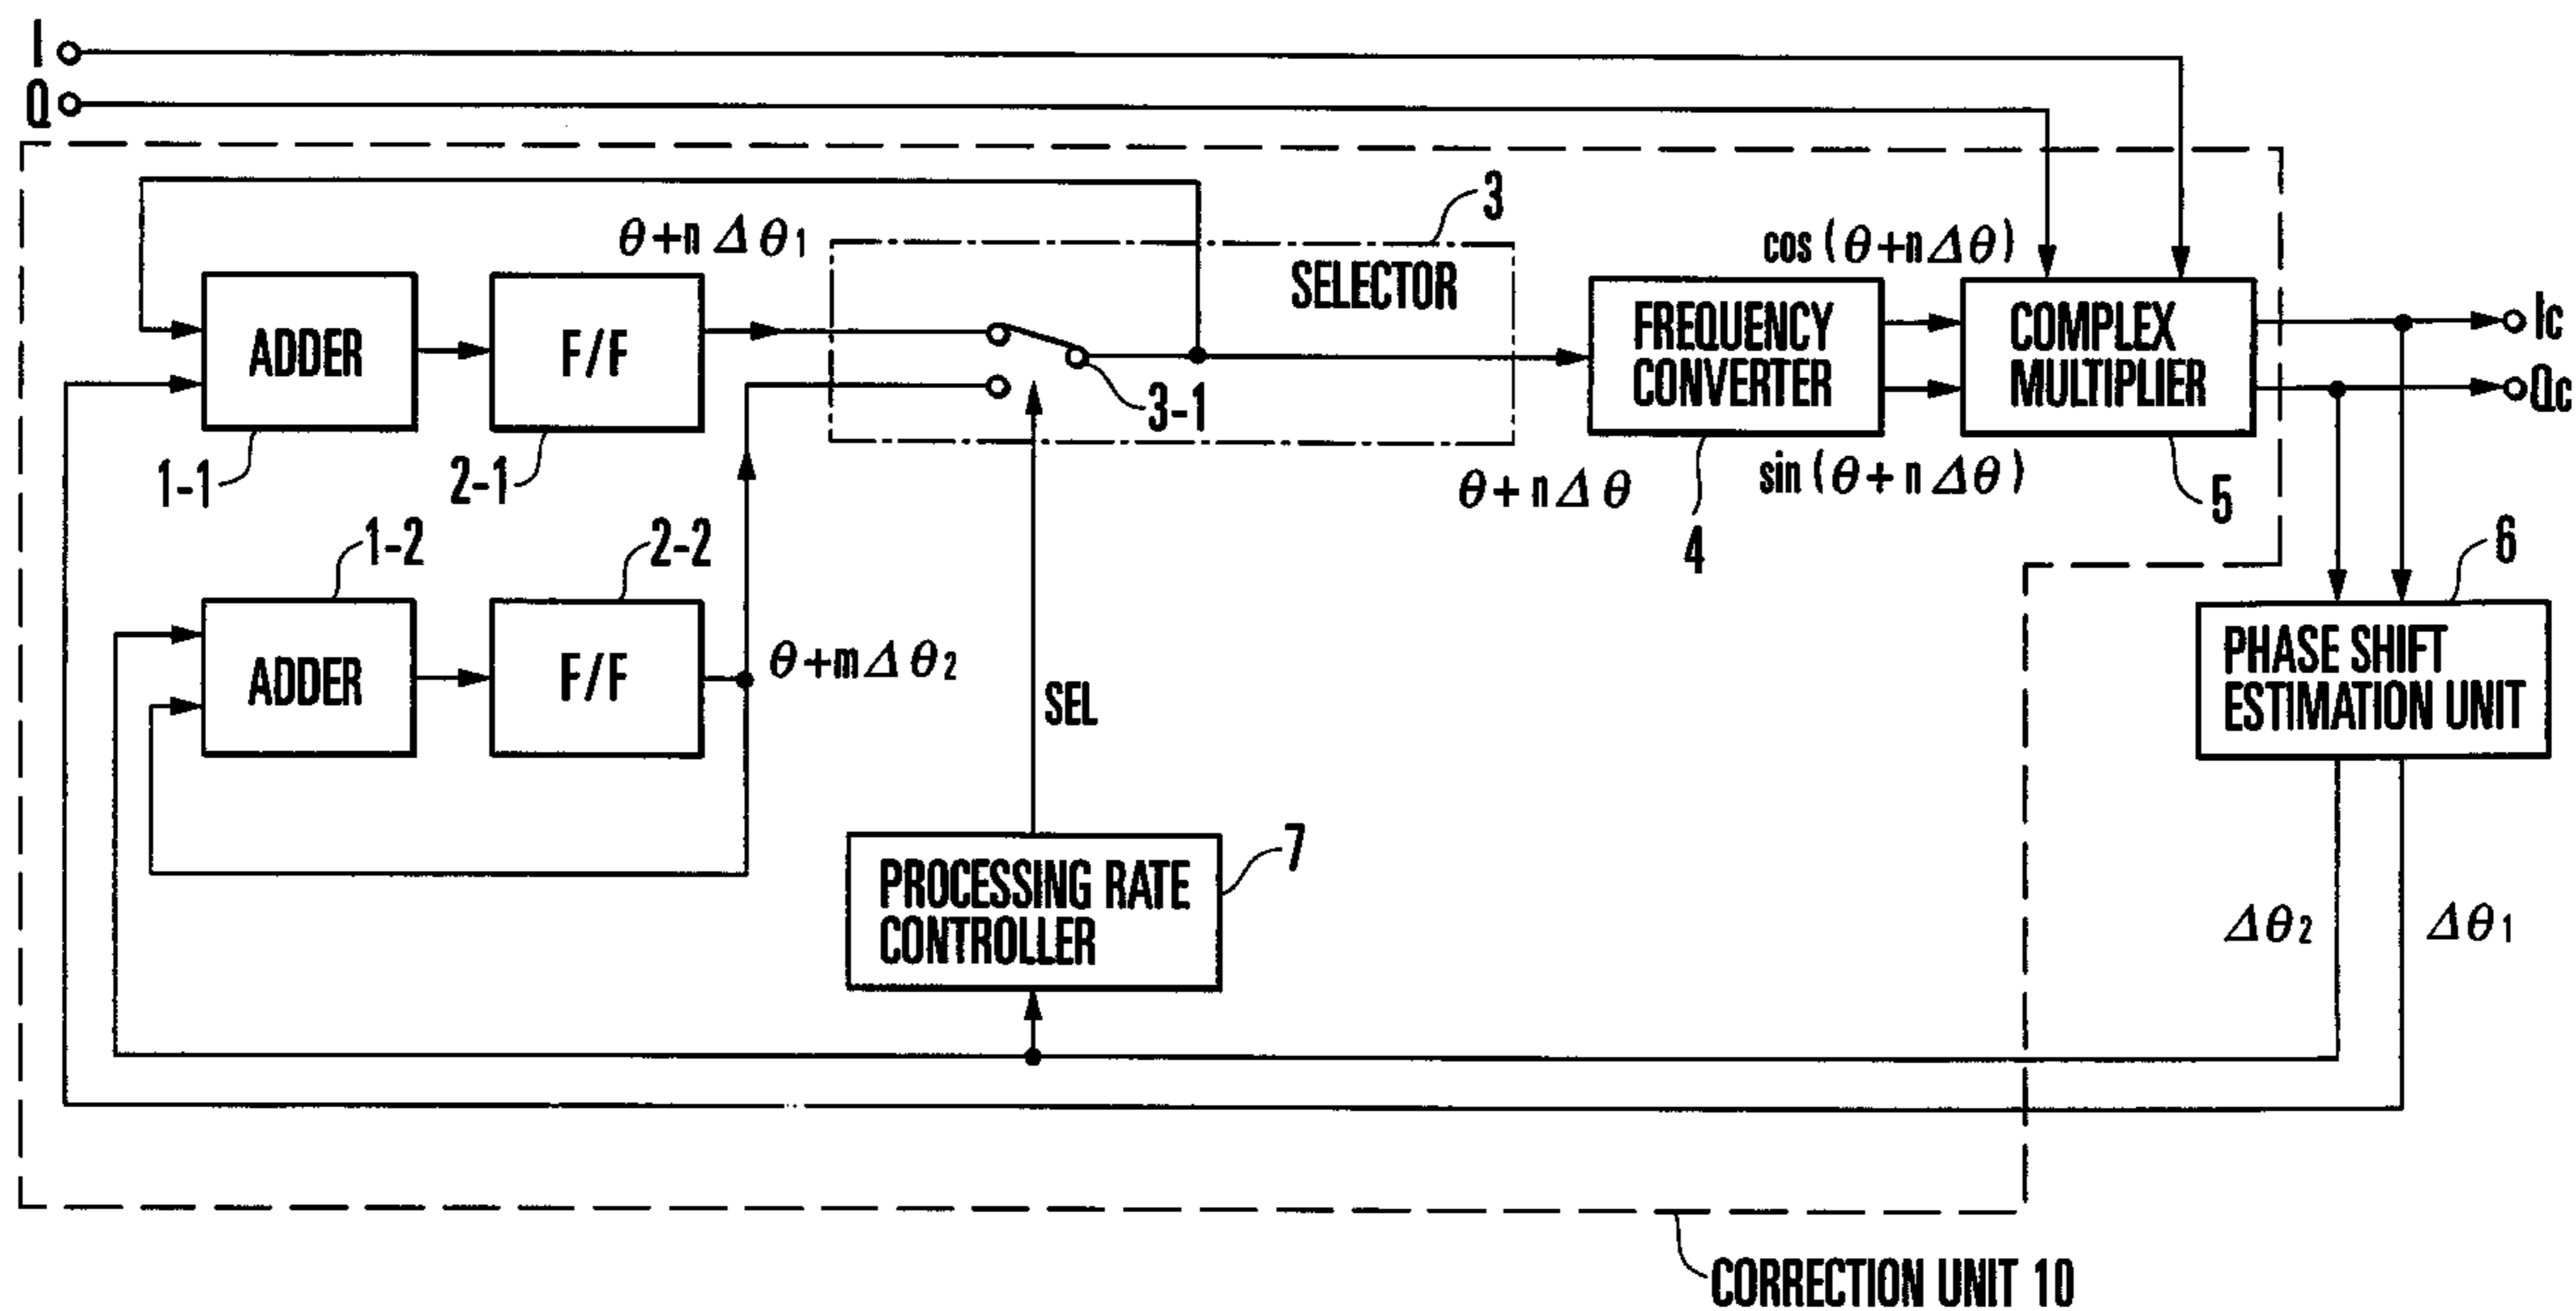 I
Q
3
θ+nΔθ1
SELECTOR
cos(θ+nΔθ)
ADDER
F/F
FREQUENCY
CONVERTER
COMPLEX
MULTIPLIER
Ic
Qc
3-1
1-1
2-1
θ+nΔθ
sin(θ+nΔθ)
4
5
1-2
2-2
6
ADDER
F/F
θ+mΔθ2
SEL
PHASE SHIFT
ESTIMATION UNIT
7
PROCESSING RATE
CONTROLLER
Δθ2
Δθ1
CORRECTION UNIT 10